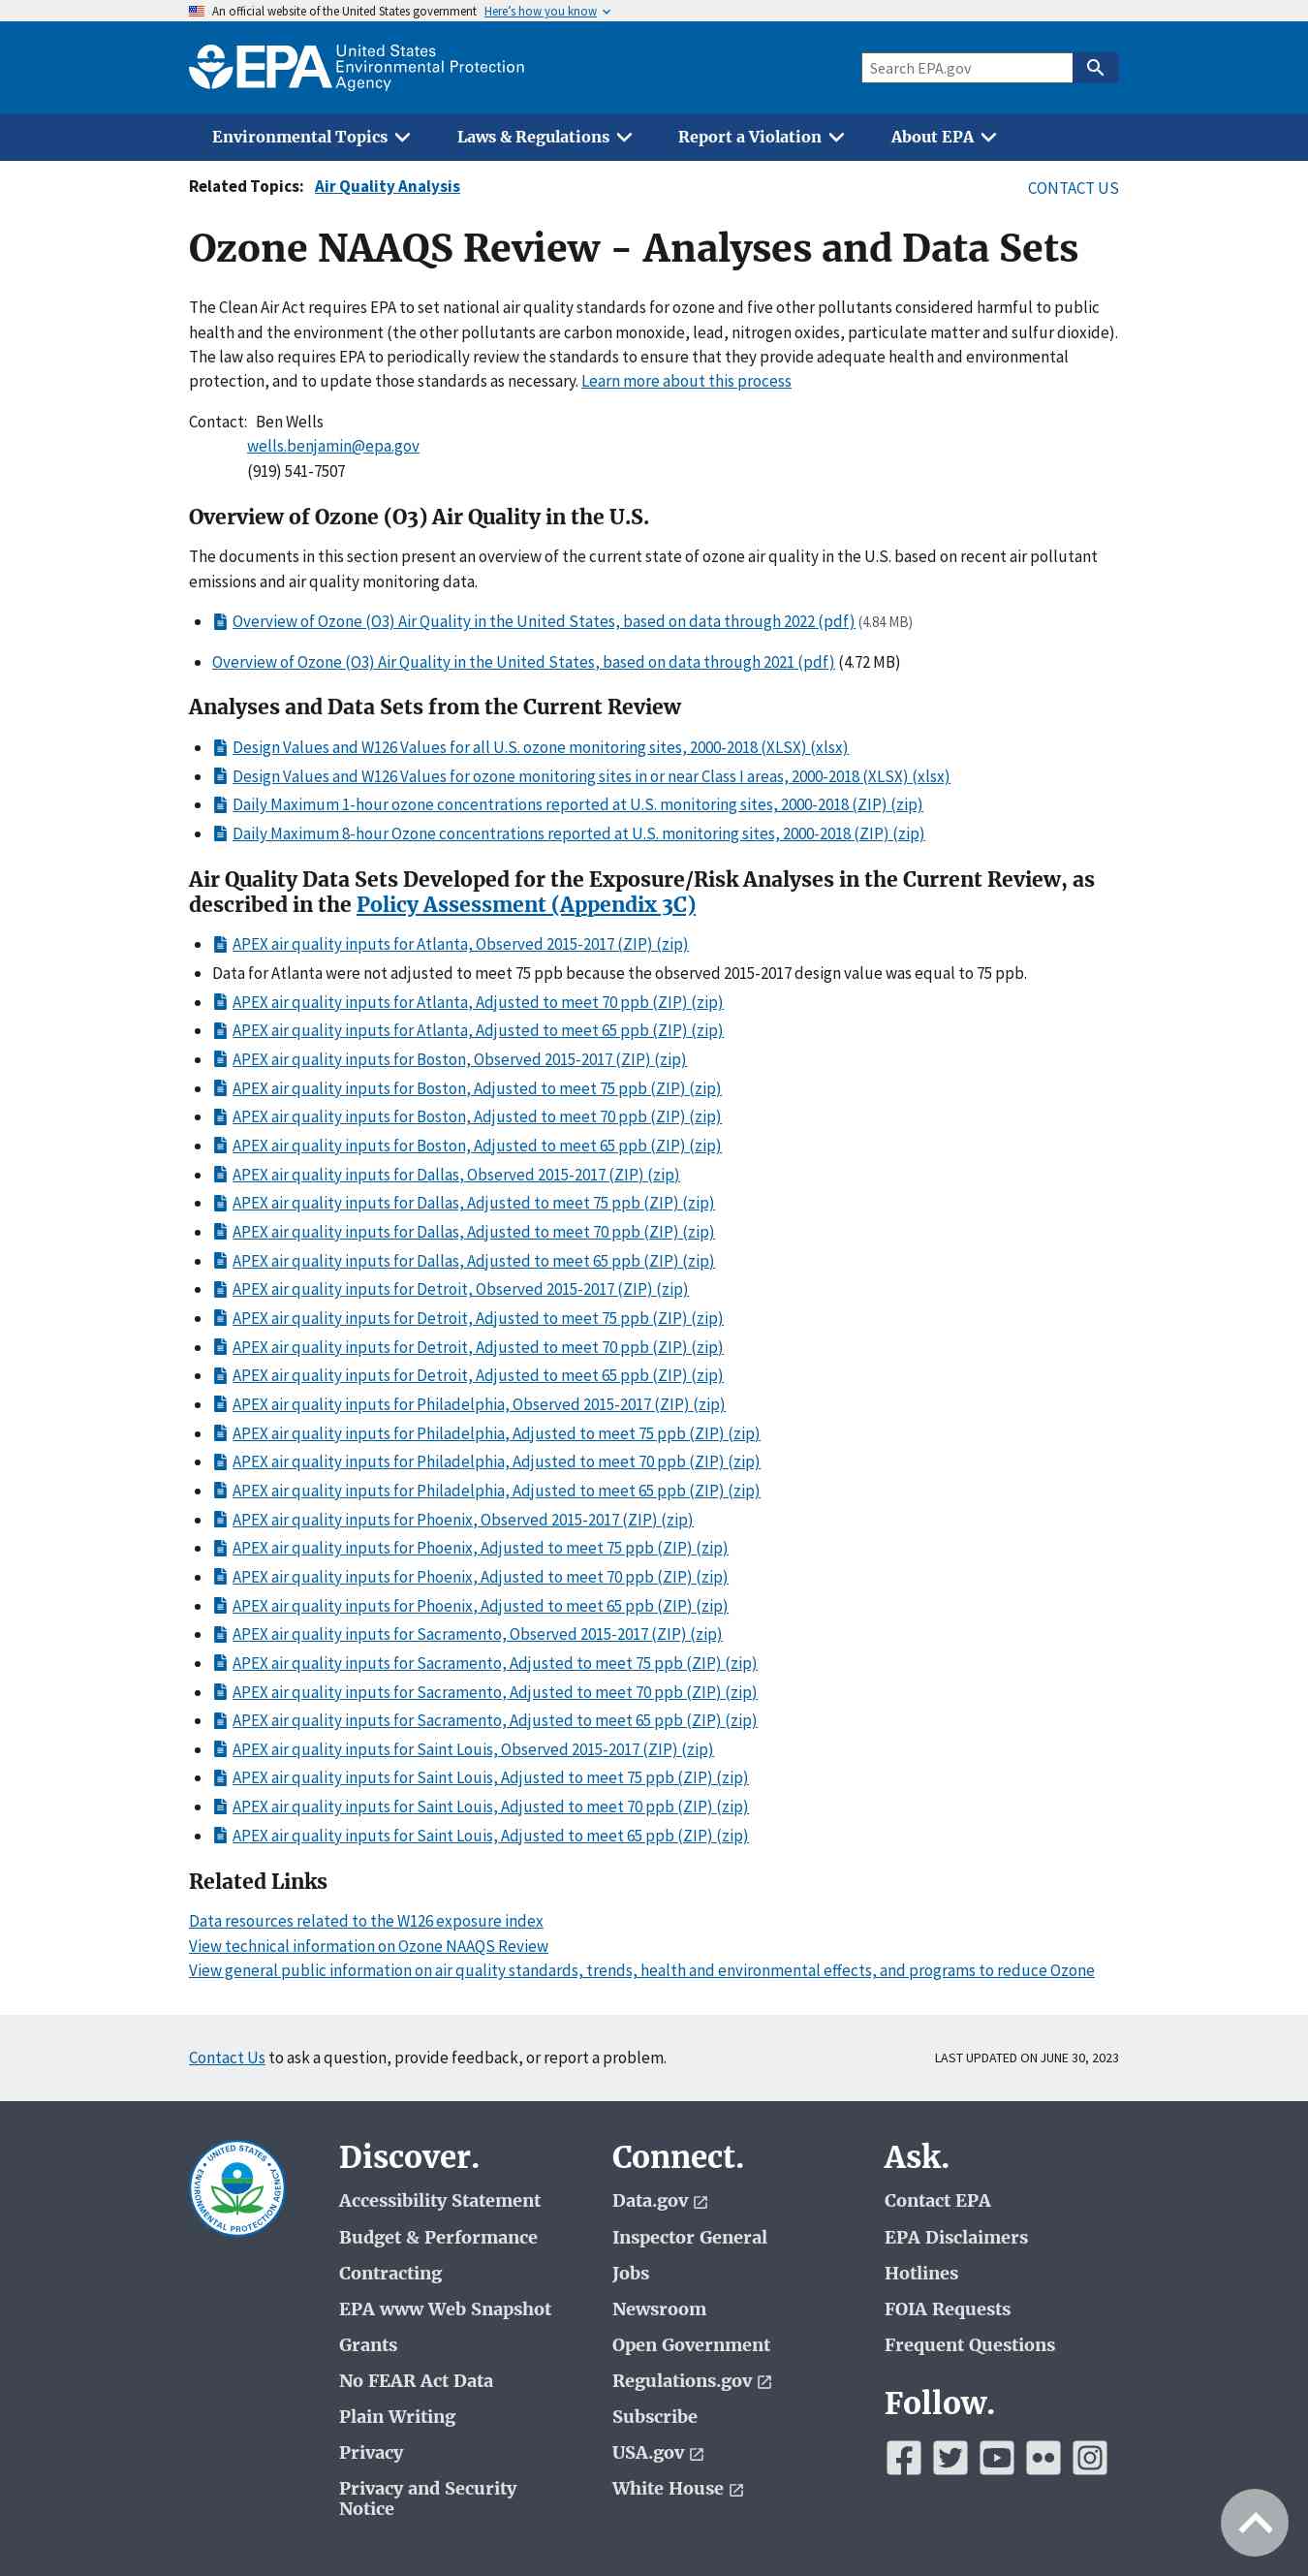 An official website of the United States government Here's how you know
EPA United States
Environmental Protection
Agency
Search EPA.gov
Environmental Topics Laws & Regulations Report a Violation About EPA
Related Topics: Air Quality Analysis CONTACT US
Ozone NAAQS Review - Analyses and Data Sets
The Clean Air Act requires EPA to set national air quality standards for ozone and five other pollutants considered harmful to public
health and the environment (the other pollutants are carbon monoxide, lead, nitrogen oxides, particulate matter and sulfur dioxide).
The law also requires EPA to periodically review the standards to ensure that they provide adequate health and environmental
protection, and to update those standards as necessary. Learn more about this process
Contact: Ben Wells
wells.benjamin@epa.gov
(919) 541-7507
Overview of Ozone (O3) Air Quality in the U.S.
The documents in this section present an overview of the current state of ozone air quality in the U.S. based on recent air pollutant
emissions and air quality monitoring data.
Overview of Ozone (O3) Air Quality in the United States, based on data through 2022 (pdf) (4.84 MB)
Overview of Ozone (O3) Air Quality in the United States, based on data through 2021 (pdf) (4.72 MB)
Analyses and Data Sets from the Current Review
Design Values and W126 Values for all U.S. ozone monitoring sites, 2000-2018 (XLSX) (xlsx)
Design Values and W126 Values for ozone monitoring sites in or near Class I areas, 2000-2018 (XLSX) (xlsx)
Daily Maximum 1-hour ozone concentrations reported at U.S. monitoring sites, 2000-2018 (ZIP) (zip)
Daily Maximum 8-hour Ozone concentrations reported at U.S. monitoring sites, 2000-2018 (ZIP) (zip)
Air Quality Data Sets Developed for the Exposure/Risk Analyses in the Current Review, as
described in the Policy Assessment (Appendix 3C)
APEX air quality inputs for Atlanta, Observed 2015-2017 (ZIP) (zip)
Data for Atlanta were not adjusted to meet 75 ppb because the observed 2015-2017 design value was equal to 75 ppb.
APEX air quality inputs for Atlanta, Adjusted to meet 70 ppb (ZIP) (zip)
APEX air quality inputs for Atlanta, Adjusted to meet 65 ppb (ZIP) (zip)
APEX air quality inputs for Boston, Observed 2015-2017 (ZIP) (zip)
APEX air quality inputs for Boston, Adjusted to meet 75 ppb (ZIP) (zip)
APEX air quality inputs for Boston, Adjusted to meet 70 ppb (ZIP) (zip)
APEX air quality inputs for Boston, Adjusted to meet 65 ppb (ZIP) (zip)
APEX air quality inputs for Dallas, Observed 2015-2017 (ZIP) (zip)
APEX air quality inputs for Dallas, Adjusted to meet 75 ppb (ZIP) (zip)
APEX air quality inputs for Dallas, Adjusted to meet 70 ppb (ZIP) (zip)
APEX air quality inputs for Dallas, Adjusted to meet 65 ppb (ZIP) (zip)
APEX air quality inputs for Detroit, Observed 2015-2017 (ZIP) (zip)
APEX air quality inputs for Detroit, Adjusted to meet 75 ppb (ZIP) (zip)
APEX air quality inputs for Detroit, Adjusted to meet 70 ppb (ZIP) (zip)
APEX air quality inputs for Detroit, Adjusted to meet 65 ppb (ZIP) (zip)
APEX air quality inputs for Philadelphia, Observed 2015-2017 (ZIP) (zip)
APEX air quality inputs for Philadelphia, Adjusted to meet 75 ppb (ZIP) (zip)
APEX air quality inputs for Philadelphia, Adjusted to meet 70 ppb (ZIP) (zip)
APEX air quality inputs for Philadelphia, Adjusted to meet 65 ppb (ZIP) (zip)
APEX air quality inputs for Phoenix, Observed 2015-2017 (ZIP) (zip)
APEX air quality inputs for Phoenix, Adjusted to meet 75 ppb (ZIP) (zip)
APEX air quality inputs for Phoenix, Adjusted to meet 70 ppb (ZIP) (zip)
APEX air quality inputs for Phoenix, Adjusted to meet 65 ppb (ZIP) (zip)
APEX air quality inputs for Sacramento, Observed 2015-2017 (ZIP) (zip)
APEX air quality inputs for Sacramento, Adjusted to meet 75 ppb (ZIP) (zip)
APEX air quality inputs for Sacramento, Adjusted to meet 70 ppb (ZIP) (zip)
APEX air quality inputs for Sacramento, Adjusted to meet 65 ppb (ZIP) (zip)
APEX air quality inputs for Saint Louis, Observed 2015-2017 (ZIP) (zip)
APEX air quality inputs for Saint Louis, Adjusted to meet 75 ppb (ZIP) (zip)
APEX air quality inputs for Saint Louis, Adjusted to meet 70 ppb (ZIP) (zip)
APEX air quality inputs for Saint Louis, Adjusted to meet 65 ppb (ZIP) (zip)
Related Links
Data resources related to the W126 exposure index
View technical information on Ozone NAAQS Review
View general public information on air quality standards, trends, health and environmental effects, and programs to reduce Ozone
Contact Us to ask a question, provide feedback, or report a problem. LAST UPDATED ON JUNE 30, 2023
UNITED STATES ENVIRONMENTAL PROTECTION AGENCY
Discover.
Accessibility Statement
Budget & Performance
Contracting
EPA www Web Snapshot
Grants
No FEAR Act Data
Plain Writing
Privacy
Privacy and Security
Notice
Connect.
Data.gov
Inspector General
Jobs
Newsroom
Open Government
Regulations.gov
Subscribe
USA.gov
White House
Ask.
Contact EPA
EPA Disclaimers
Hotlines
FOIA Requests
Frequent Questions
Follow.